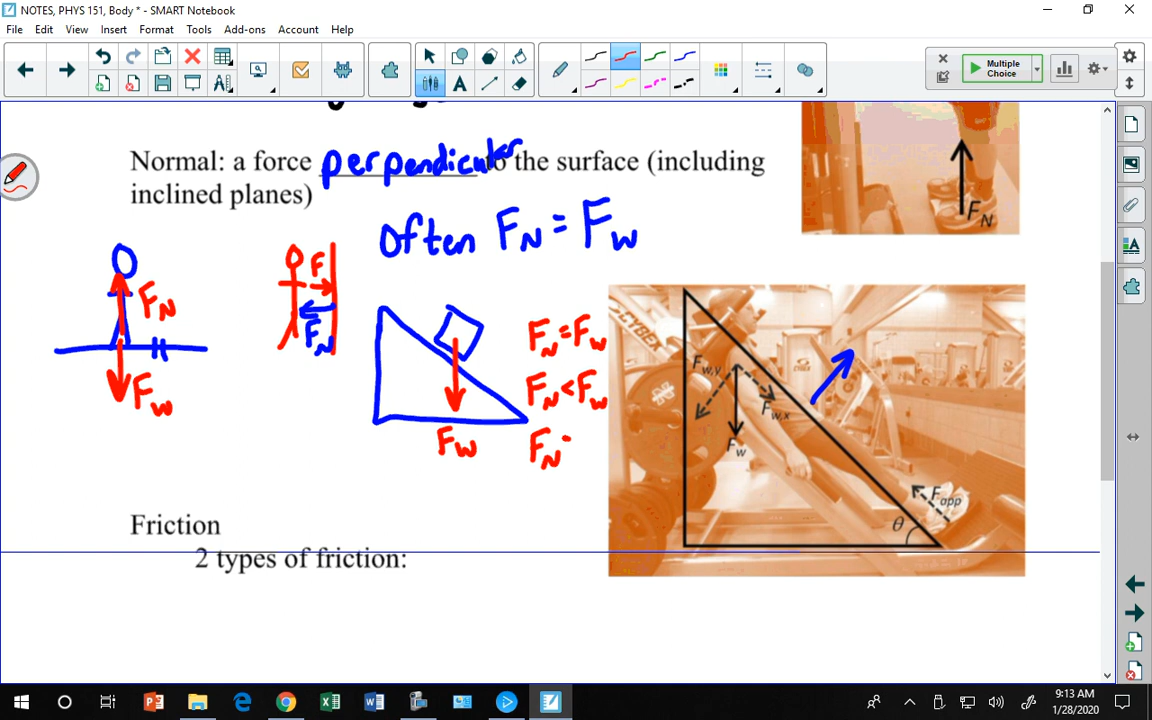 NOTES, PHYS 151, Body * - SMART Notebook
File Edit View Insert Format Tools Add-ons Account Help
Multiple Choice
Normal: a force perpendicular to the surface (including
inclined planes)
Often FN = FW
FN
FN
FW
F
FN
FW
FN = FW
FN < FW
FN
CYBEX
Fw,y
Fw,x
Fw
Fapp
θ
Friction
2 types of friction:
9:13 AM
1/28/2020